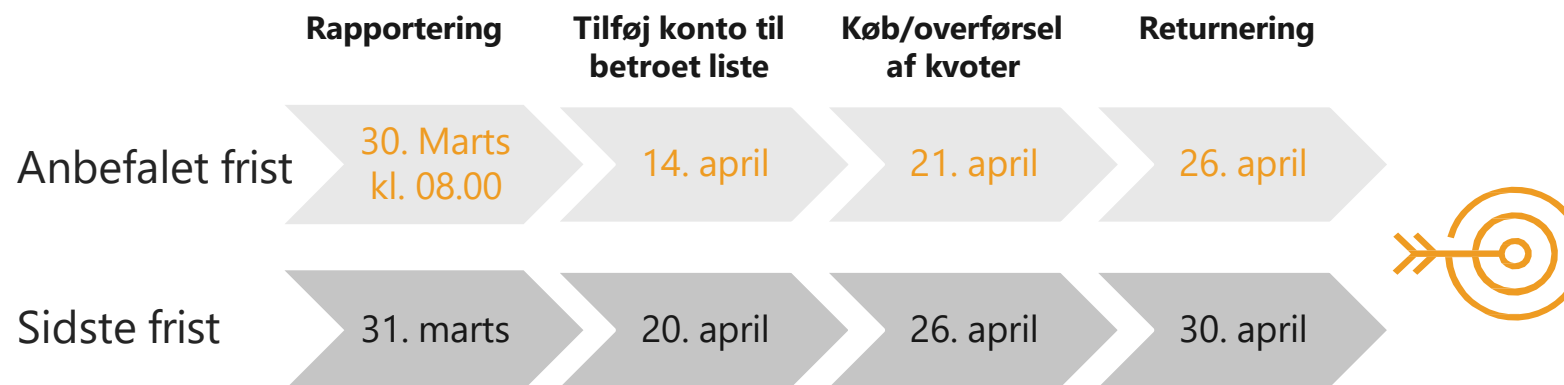 Rapportering
Tilføj konto til
betroet liste
Køb/overførsel
af kvoter
Returnering
Anbefalet frist
30. Marts
kl. 08.00
14. april
21. april
26. april
Sidste frist
31. marts
20. april
26. april
30. april